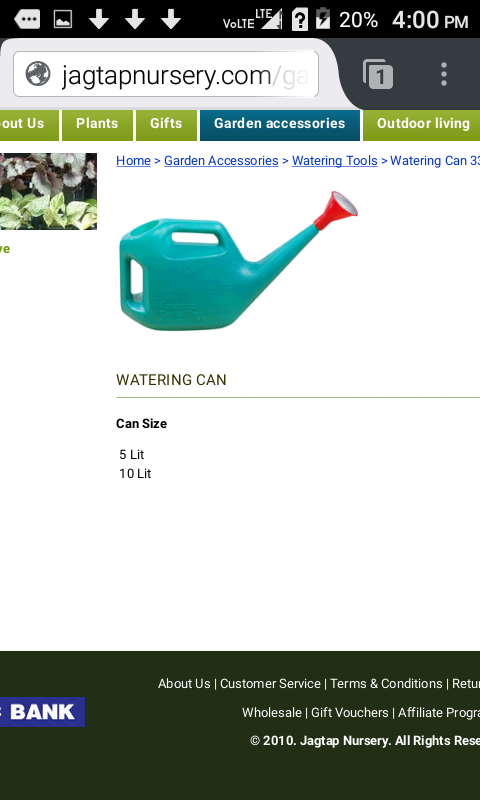 VoLTE LTE 20% 4:00 PM
jagtapnursery.com/ga
1
out Us Plants Gifts Garden accessories Outdoor living
Home > Garden Accessories > Watering Tools > Watering Can 33
ve
WATERING CAN
Can Size
5 Lit
10 Lit
About Us | Customer Service | Terms & Conditions | Retu
BANK
Wholesale | Gift Vouchers | Affiliate Progra
© 2010. Jagtap Nursery. All Rights Rese